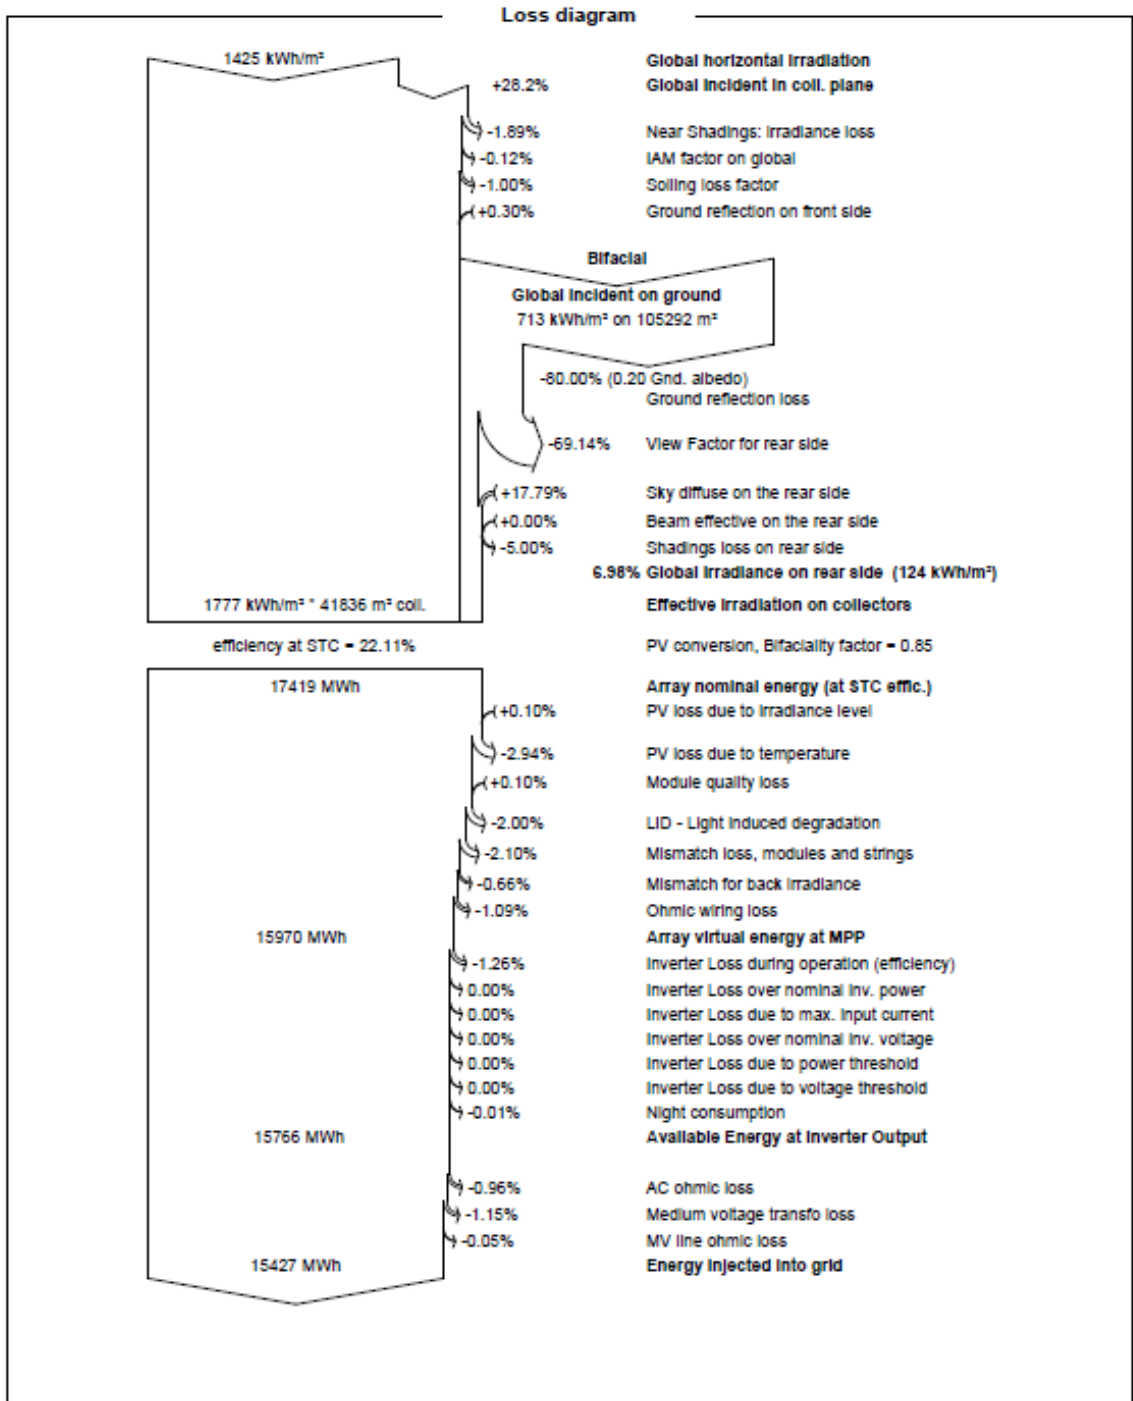 Loss diagram
1425 kWh/m² Global horizontal irradiation
+28.2% Global incident in coll. plane
-1.89% Near Shadings: irradiance loss
-0.12% IAM factor on global
-1.00% Soiling loss factor
+0.30% Ground reflection on front side
Bifacial
Global incident on ground
713 kWh/m² on 105292 m²
-80.00% (0.20 Gnd. albedo)
Ground reflection loss
-69.14% View Factor for rear side
+17.79% Sky diffuse on the rear side
+0.00% Beam effective on the rear side
-5.00% Shadings loss on rear side
6.98% Global Irradiance on rear side (124 kWh/m²)
1777 kWh/m² * 41836 m² coll. Effective irradiation on collectors
efficiency at STC = 22.11% PV conversion, Bifaciality factor = 0.85
17419 MWh Array nominal energy (at STC effic.)
+0.10% PV loss due to irradiance level
-2.94% PV loss due to temperature
+0.10% Module quality loss
-2.00% LID - Light induced degradation
-2.10% Mismatch loss, modules and strings
-0.66% Mismatch for back irradiance
-1.09% Ohmic wiring loss
15970 MWh Array virtual energy at MPP
-1.26% Inverter Loss during operation (efficiency)
0.00% Inverter Loss over nominal inv. power
0.00% Inverter Loss due to max. input current
0.00% Inverter Loss over nominal inv. voltage
0.00% Inverter Loss due to power threshold
0.00% Inverter Loss due to voltage threshold
-0.01% Night consumption
15766 MWh Available Energy at Inverter Output
-0.96% AC ohmic loss
-1.15% Medium voltage transfo loss
-0.05% MV line ohmic loss
15427 MWh Energy injected into grid